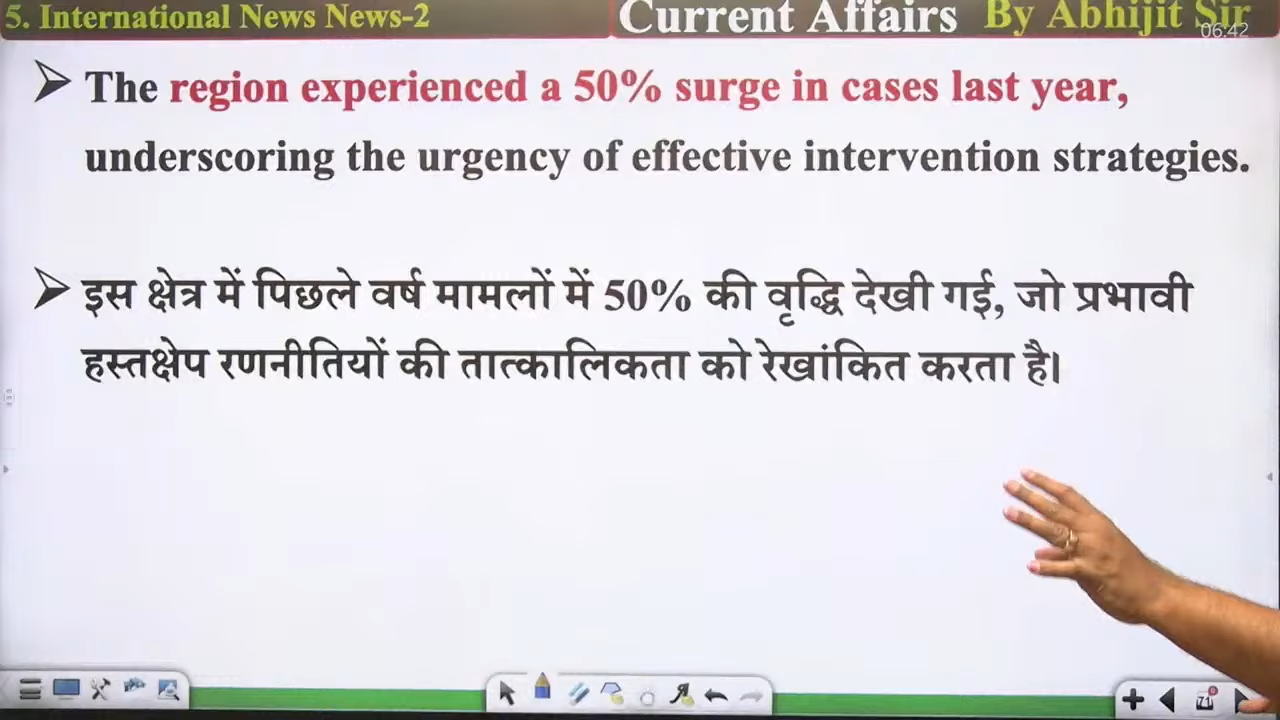 5. International News News-2
Current Affairs
By Abhijit Sir
06:42
➢ The region experienced a 50% surge in cases last year,
underscoring the urgency of effective intervention strategies.
➢ इस क्षेत्र में पिछले वर्ष मामलों में 50% की वृद्धि देखी गई, जो प्रभावी
हस्तक्षेप रणनीतियों की तात्कालिकता को रेखांकित करता है।
71